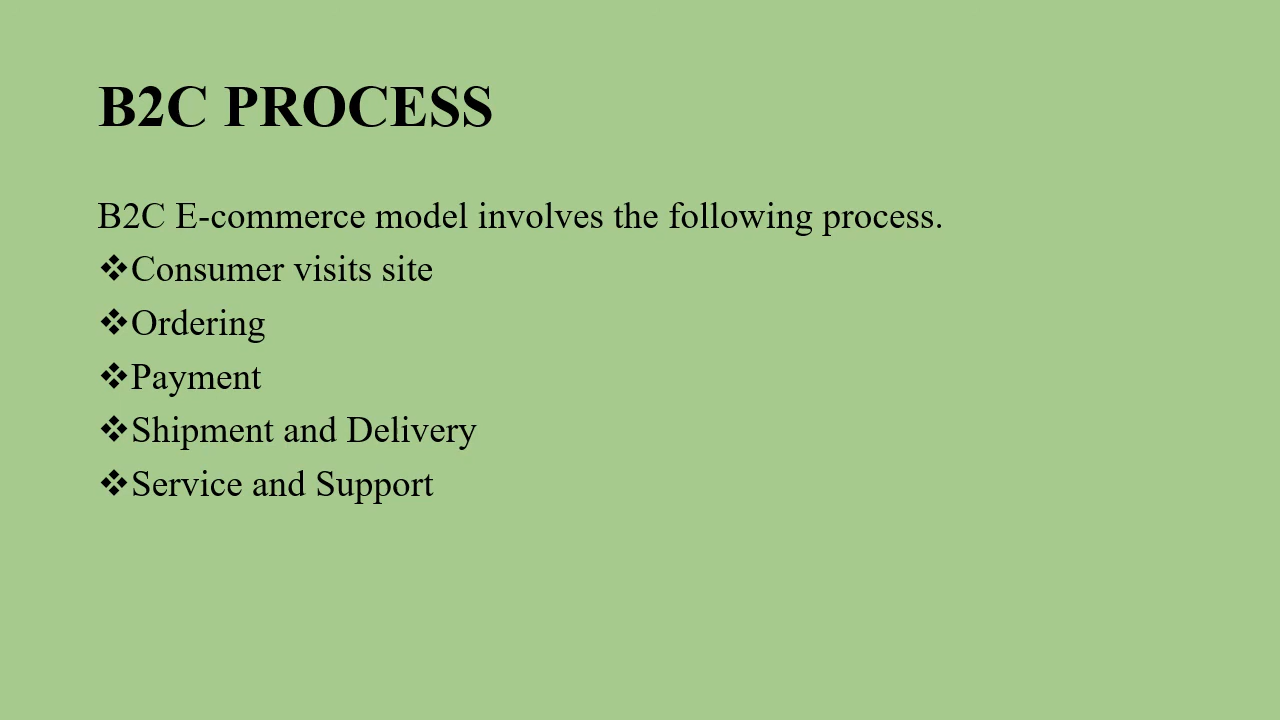 B2C PROCESS
B2C E-commerce model involves the following process.
❖Consumer visits site
❖Ordering
❖Payment
❖Shipment and Delivery
❖Service and Support